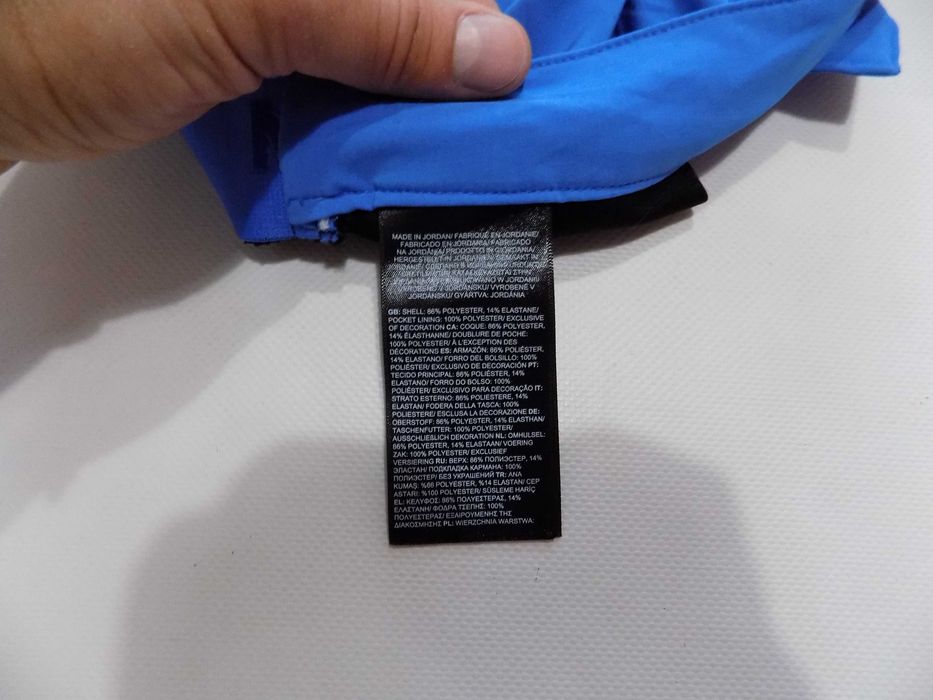 MADE IN JORDAN/ FABRIQUÉ EN JORDANIE/
FABRICADO EN JORDANIA/ FABRICADO
NA JORDÂNIA/ PRODOTTO IN GIORDANIA/
HERGESTELLT IN JORDANIEN/ GEMAAKT IN
JORDANIË/
JORDÁNSKU/ VYROBENÉ V
JORDÁNSKU/ GYÁRTVA: JORDÁNIA
GB: SHELL: 86% POLYESTER, 14% ELASTANE/
POCKET LINING: 100% POLYESTER/ EXCLUSIVE
OF DECORATION CA: COQUE: 86% POLYESTER,
14% ÉLASTHANNE/ DOUBLURE DE POCHE:
100% POLYESTER/ À L'EXCEPTION DES
DÉCORATIONS ES: ARMAZÓN: 86% POLIÉSTER,
14% ELASTANO/ FORRO DEL BOLSILLO: 100%
POLIÉSTER/ EXCLUSIVO DE DECORACIÓN PT:
TECIDO PRINCIPAL: 86% POLIÉSTER, 14%
ELASTANO/ FORRO DO BOLSO: 100%
POLIÉSTER/ EXCLUSIVO PARA DECORAÇÃO IT:
STRATO ESTERNO: 86% POLIESTERE, 14%
ELASTAN/ FODERA DELLA TASCA: 100%
POLIESTERE/ ESCLUSA LA DECORAZIONE DE:
OBERSTOFF: 86% POLYESTER, 14% ELASTHAN/
TASCHENFUTTER: 100% POLYESTER/
AUSSCHLIEßLICH DEKORATION NL: OMHULSEL:
86% POLYESTER, 14% ELASTAAN/ VOERING
ZAK: 100% POLYESTER/ EXCLUSIEF
VERSIERING RU: ВЕРХ: 86% ПОЛИЭСТЕР, 14%
ЭЛАСТАН/ ПОДКЛАДКА КАРМАНА: 100%
ПОЛИЭСТЕР/ БЕЗ УКРАШЕНИЙ TR: ANA
KUMAŞ: %86 POLYESTER, %14 ELASTAN/ CEP
ASTARI: %100 POLYESTER/ SÜSLEME HARİÇ
EL: ΚΕΛΥΦΟΣ: 86% ΠΟΛΥΕΣΤΕΡΑΣ, 14%
ΕΛΑΣΤΑΝΗ/ ΦΟΔΡΑ ΤΣΕΠΗΣ: 100%
ΠΟΛΥΕΣΤΕΡΑΣ/ ΕΞΑΙΡΟΥΜΕΝΗΣ ΤΗΣ
ΔΙΑΚΟΣΜΗΣΗΣ PL: WIERZCHNIA WARSTWA: